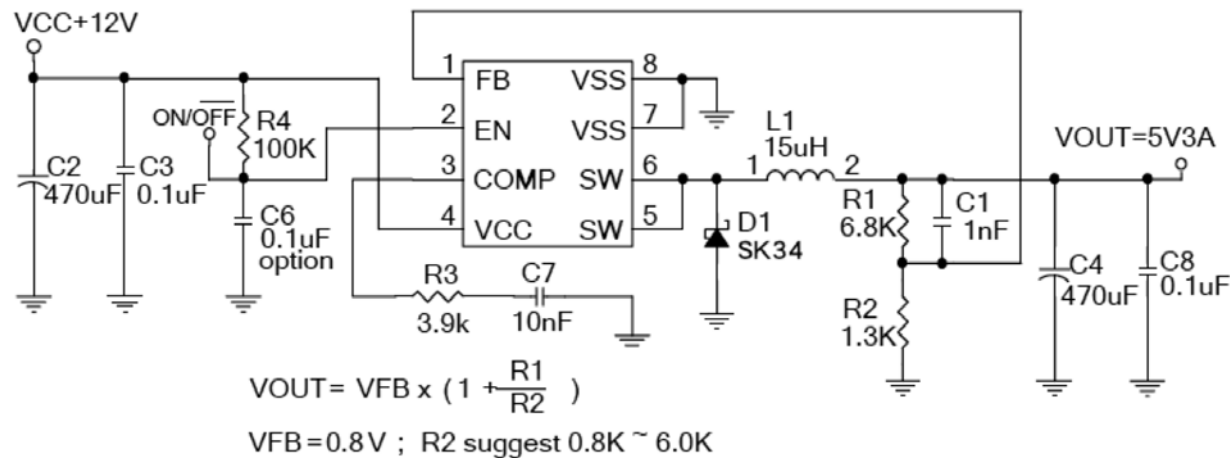 VCC+12V
ON/OFF
R4
100K
C2
470uF
C3
0.1uF
C6
0.1uF
option
1
FB
VSS
8
2
EN
VSS
7
3
COMP
SW
6
4
VCC
SW
5
R3
3.9k
C7
10nF
L1
15uH
1
2
D1
SK34
R1
6.8K
C1
1nF
R2
1.3K
VOUT=5V3A
C4
470uF
C8
0.1uF
VOUT= VFB x ( 1 + R1
R2 )
VFB=0.8V ; R2 suggest 0.8K ~ 6.0K